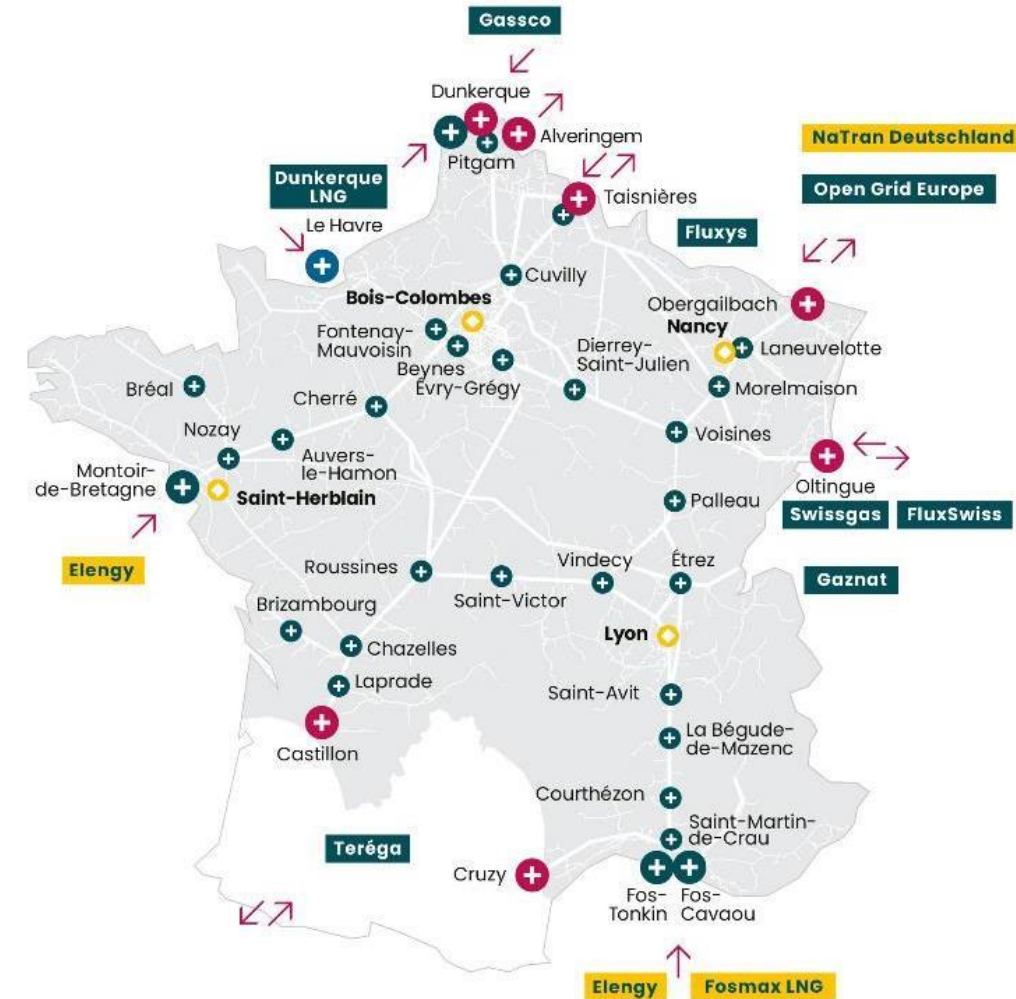 Gassco
Dunkerque
Alveringem
Pitgam
NaTran Deutschland
Dunkerque
LNG
Taisnières
Open Grid Europe
Le Havre
Fluxys
Cuvilly
Bois-Colombes
Obergailbach
Fontenay-
Mauvoisin
Nancy
Beynes
Dierrey-
Saint-Julien
Laneuvelotte
Évry-Grégy
Bréal
Cherré
Morelmaison
Nozay
Voisines
Auvers-
le-Hamon
Montoir-
de-Bretagne
Saint-Herblain
Oltingue
Palleau
Swissgas
FluxSwiss
Elengy
Roussines
Vindecy
Étrez
Saint-Victor
Gaznat
Brizambourg
Lyon
Chazelles
Laprade
Saint-Avit
Castillon
La Bégude-
de-Mazenc
Courthézon
Saint-Martin-
de-Crau
Teréga
Cruzy
Fos-
Tonkin
Fos-
Cavaou
Elengy
Fosmax LNG